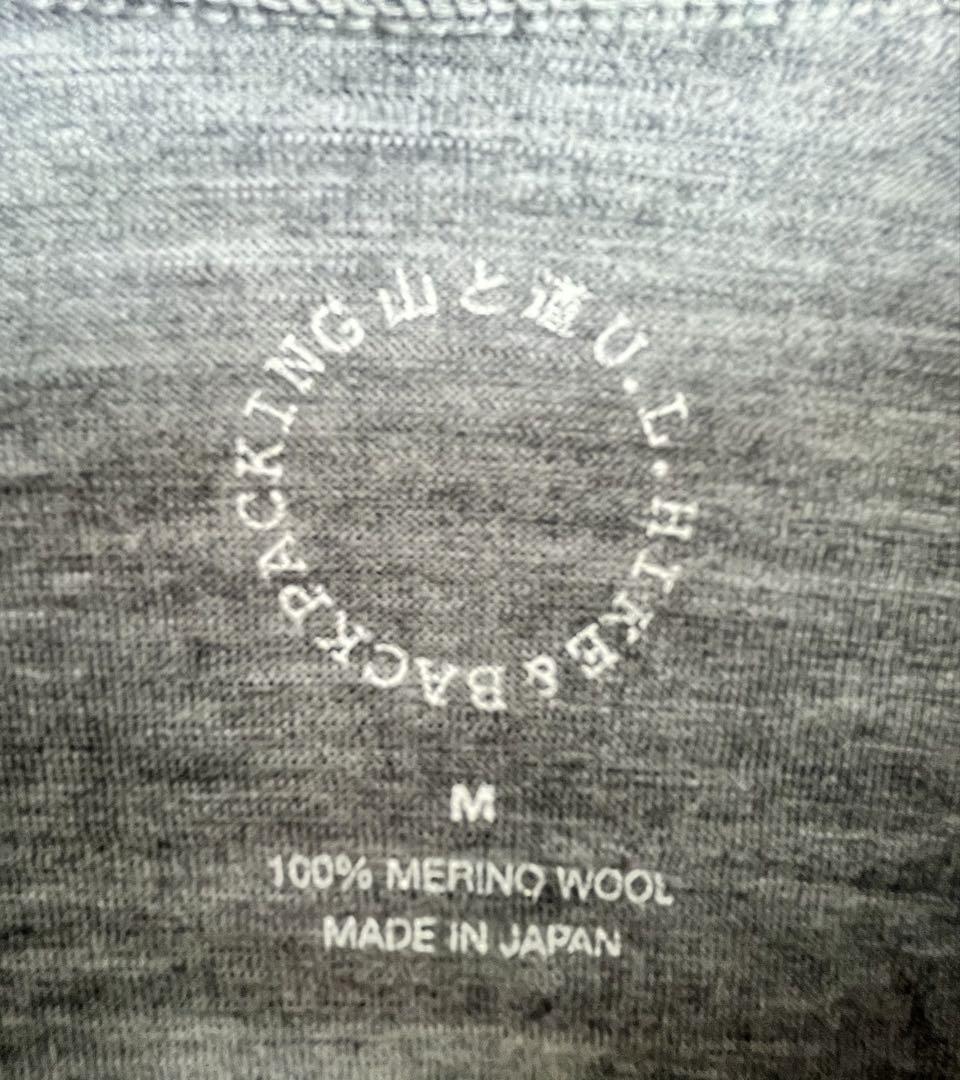 山と道 U.L.HIKE & BACKPACKING
M
100% MERINO WOOL
MADE IN JAPAN